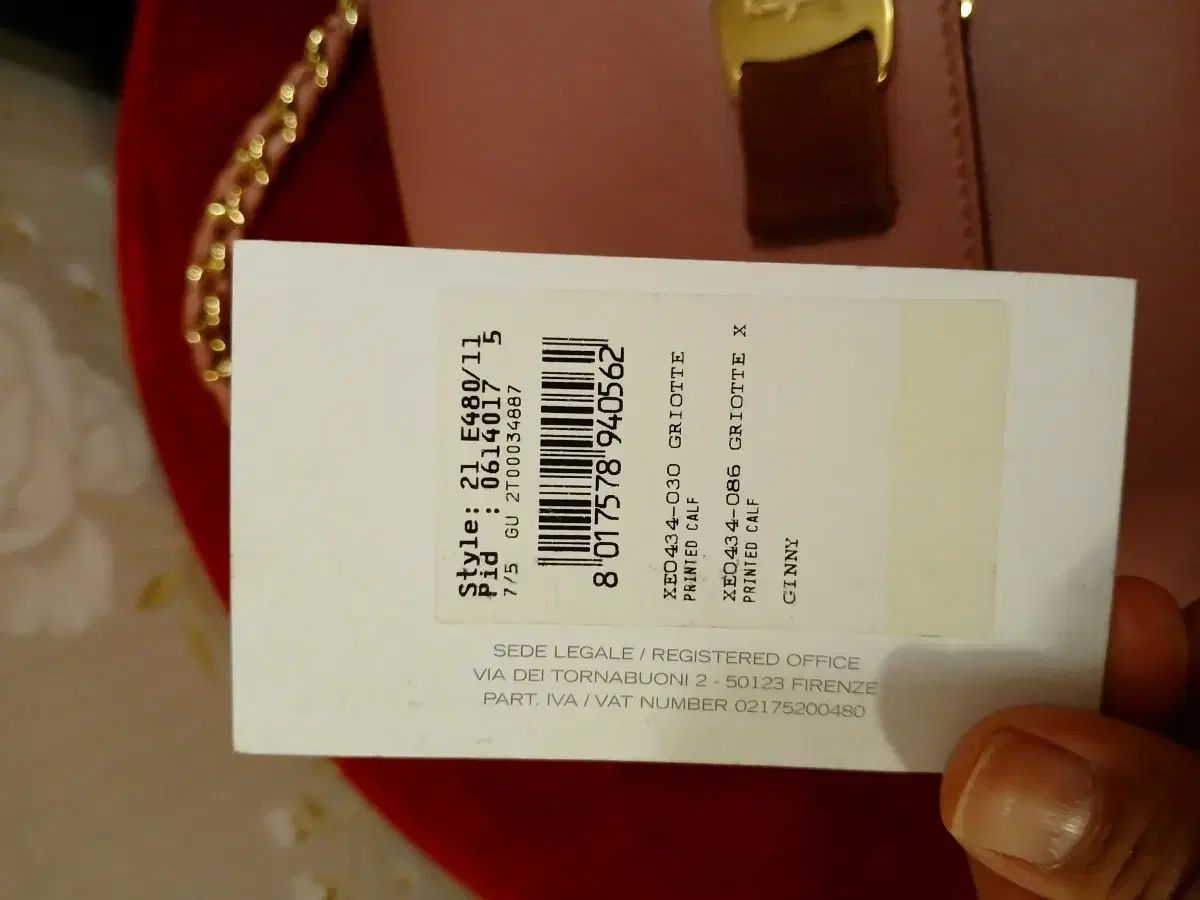 Style: 21 E480/11
Pid : 0614017 5
7/5 GU 2T00034887
8 017578 940562
XE0434-030 GRIOTTE
PRINTED CALF
XE0434-086 GRIOTTE X
PRINTED CALF
GINNY
SEDE LEGALE / REGISTERED OFFICE
VIA DEI TORNABUONI 2 - 50123 FIRENZE
PART. IVA / VAT NUMBER 02175200480